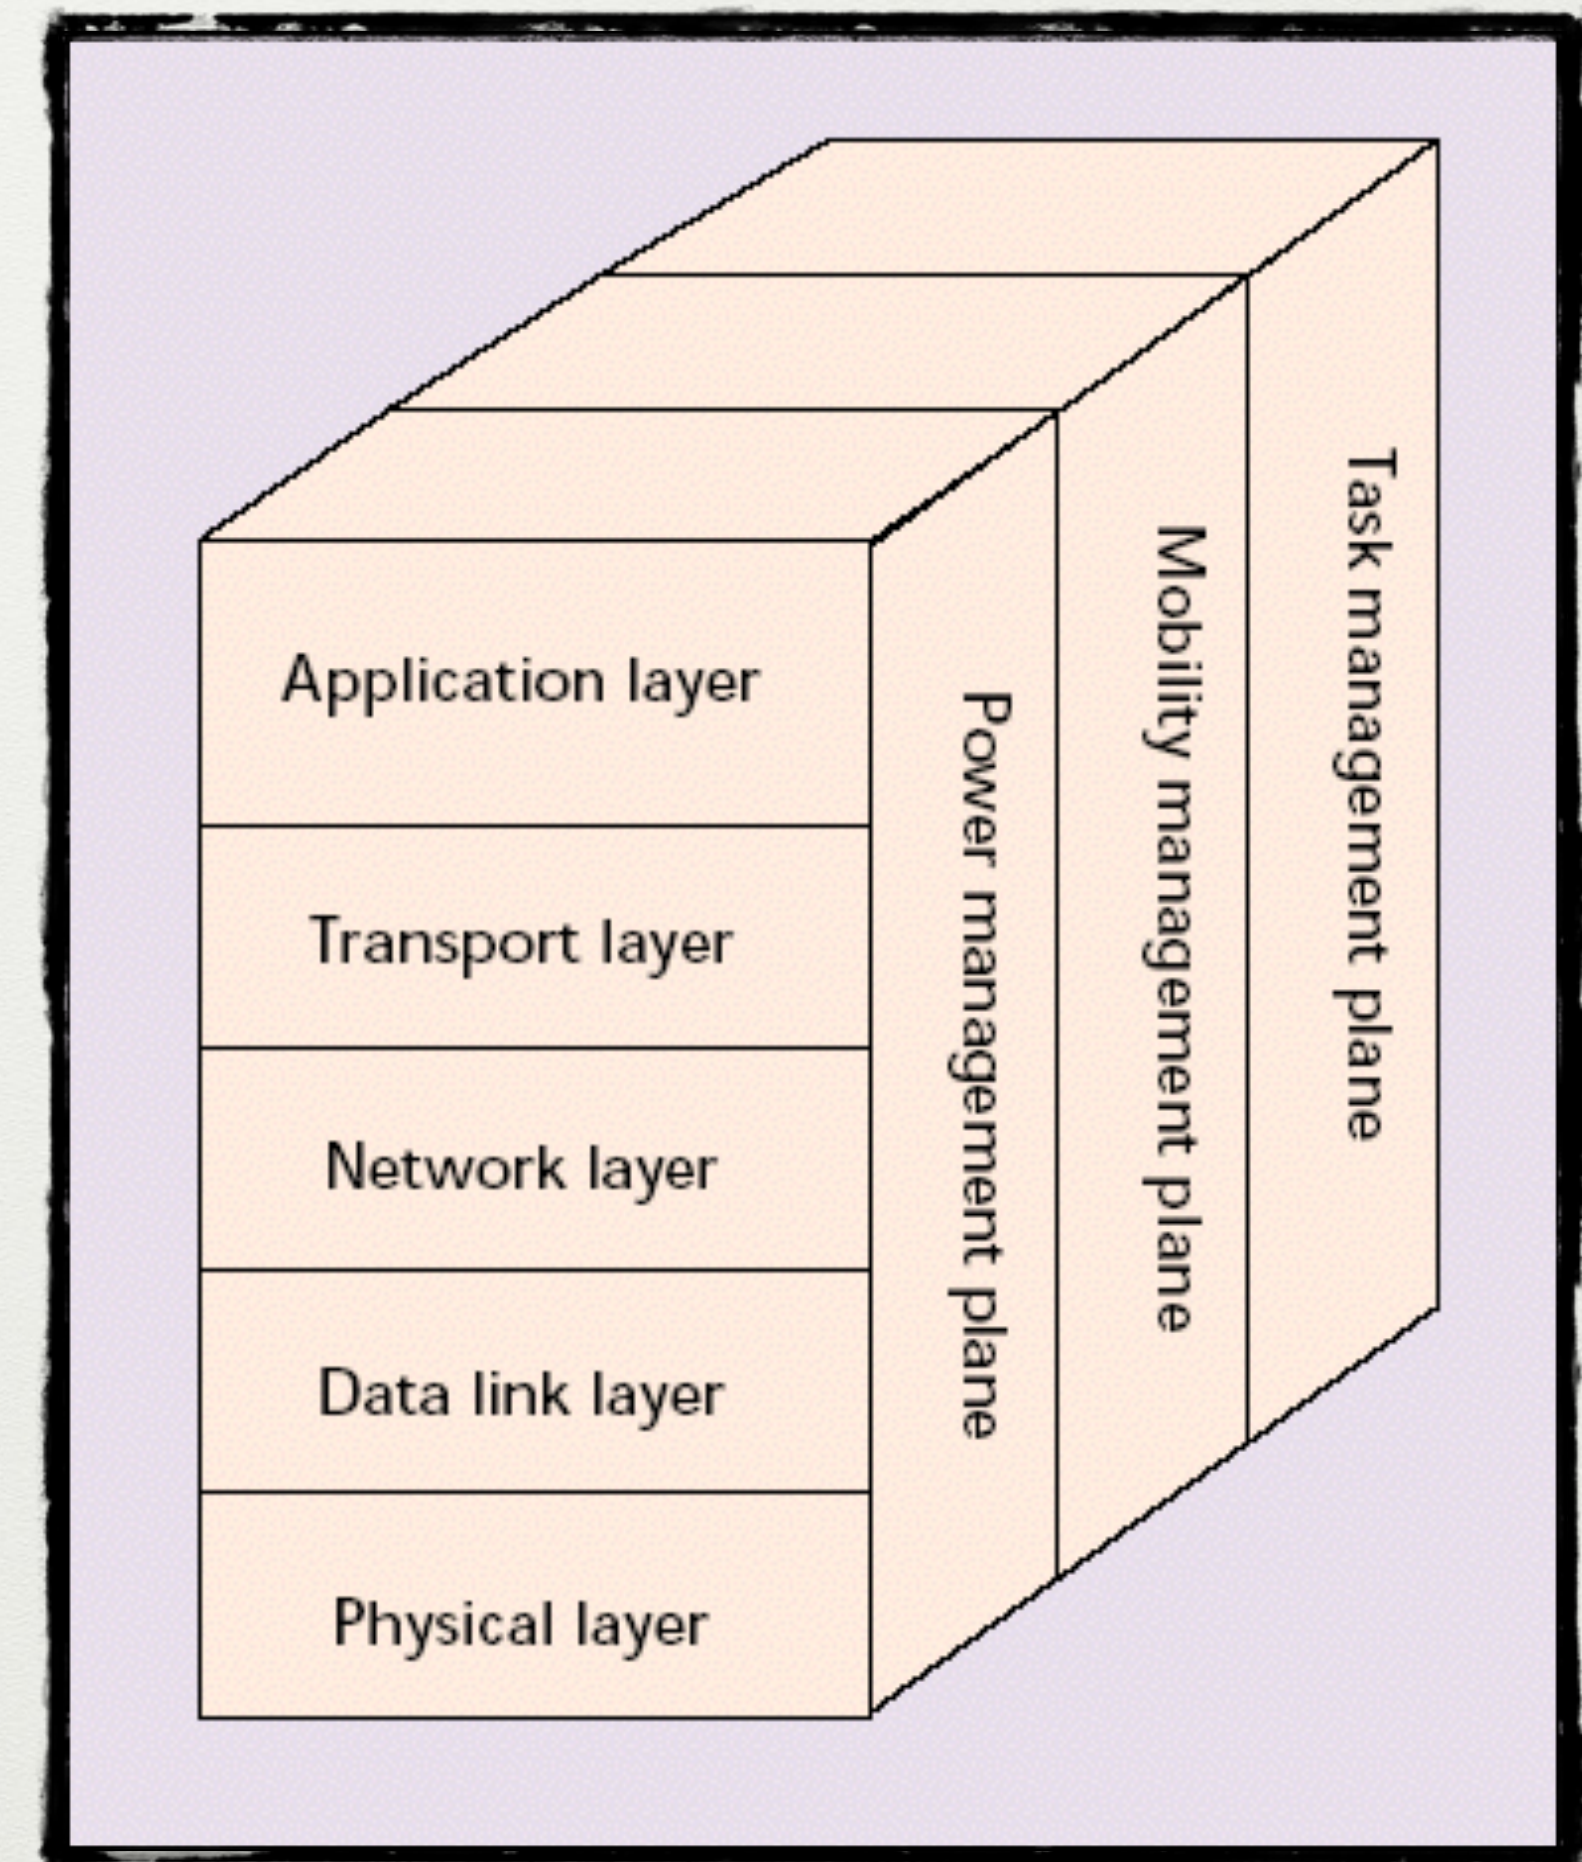 Application layer
Transport layer
Network layer
Data link layer
Physical layer
Power management plane
Mobility management plane
Task management plane